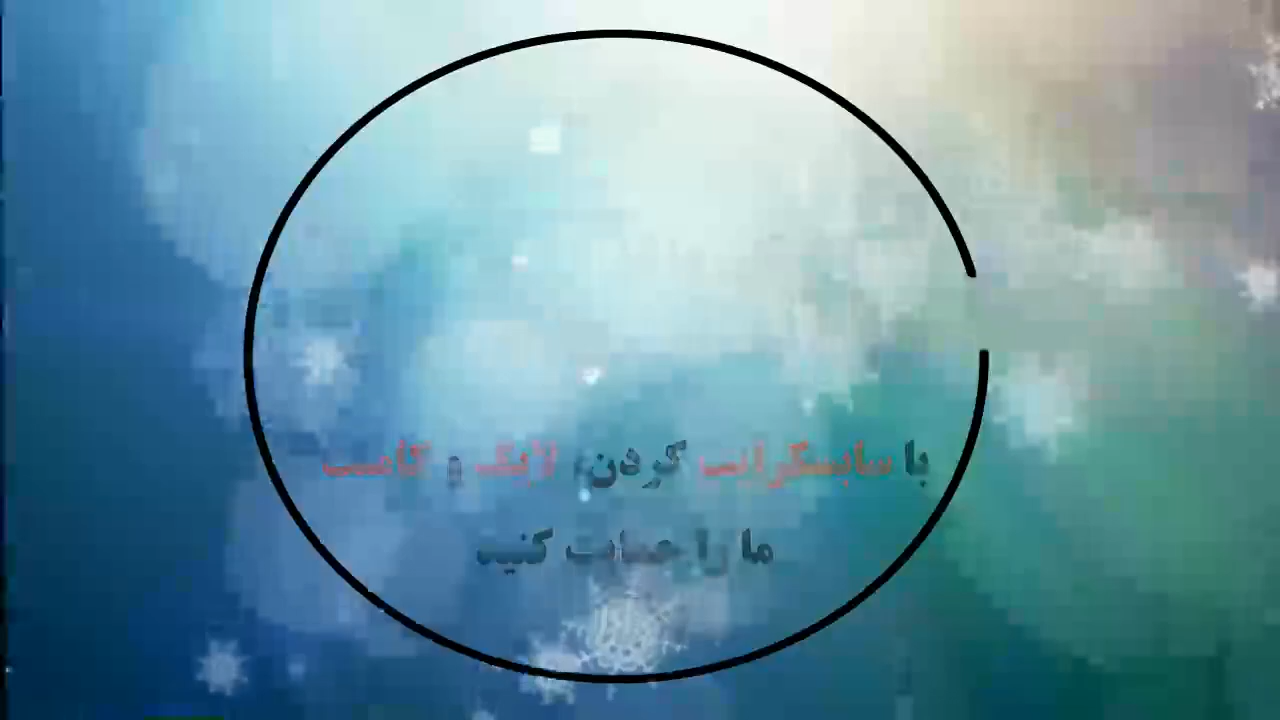 با سابسکرایب کردن، لایک و کامنت
ما را حمایت کنید